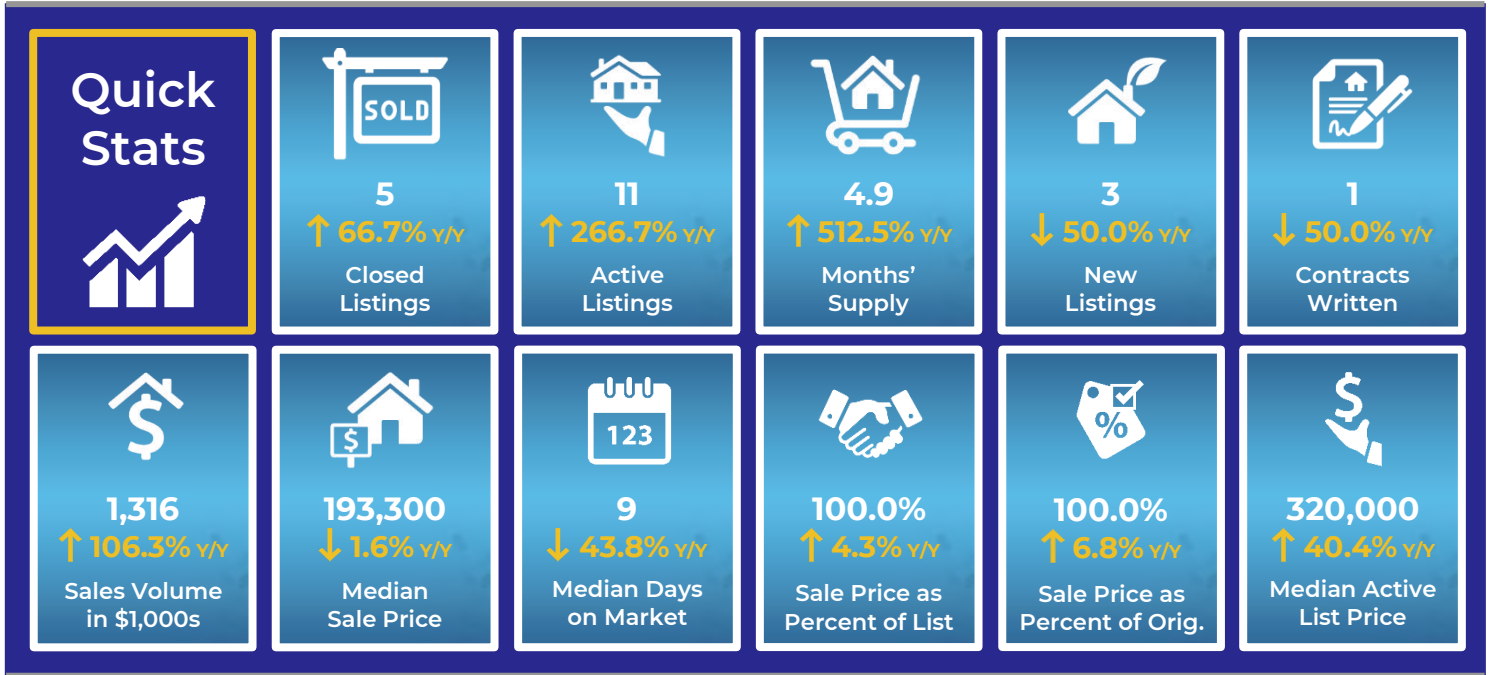 Quick
Stats
SOLD
5
↑ 66.7% Y/Y
Closed
Listings
11
↑ 266.7% Y/Y
Active
Listings
4.9
↑ 512.5% Y/Y
Months’
Supply
3
↓ 50.0% Y/Y
New
Listings
1
↓ 50.0% Y/Y
Contracts
Written
$
1,316
↑ 106.3% Y/Y
Sales Volume
in $1,000s
$
193,300
↓ 1.6% Y/Y
Median
Sale Price
123
9
↓ 43.8% Y/Y
Median Days
on Market
100.0%
↑ 4.3% Y/Y
Sale Price as
Percent of List
%
100.0%
↑ 6.8% Y/Y
Sale Price as
Percent of Orig.
$
320,000
↑ 40.4% Y/Y
Median Active
List Price